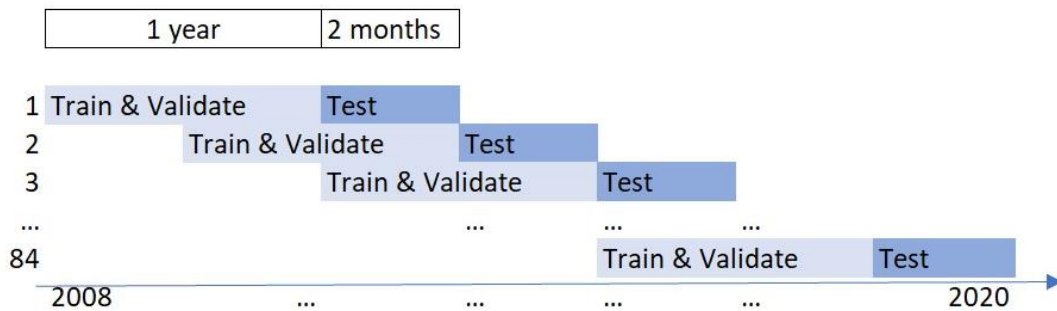 1 year 2 months
1 Train & Validate Test
2 Train & Validate Test
3 Train & Validate Test
... ... ... ...
84 Train & Validate Test
2008 ... ... ... ... 2020